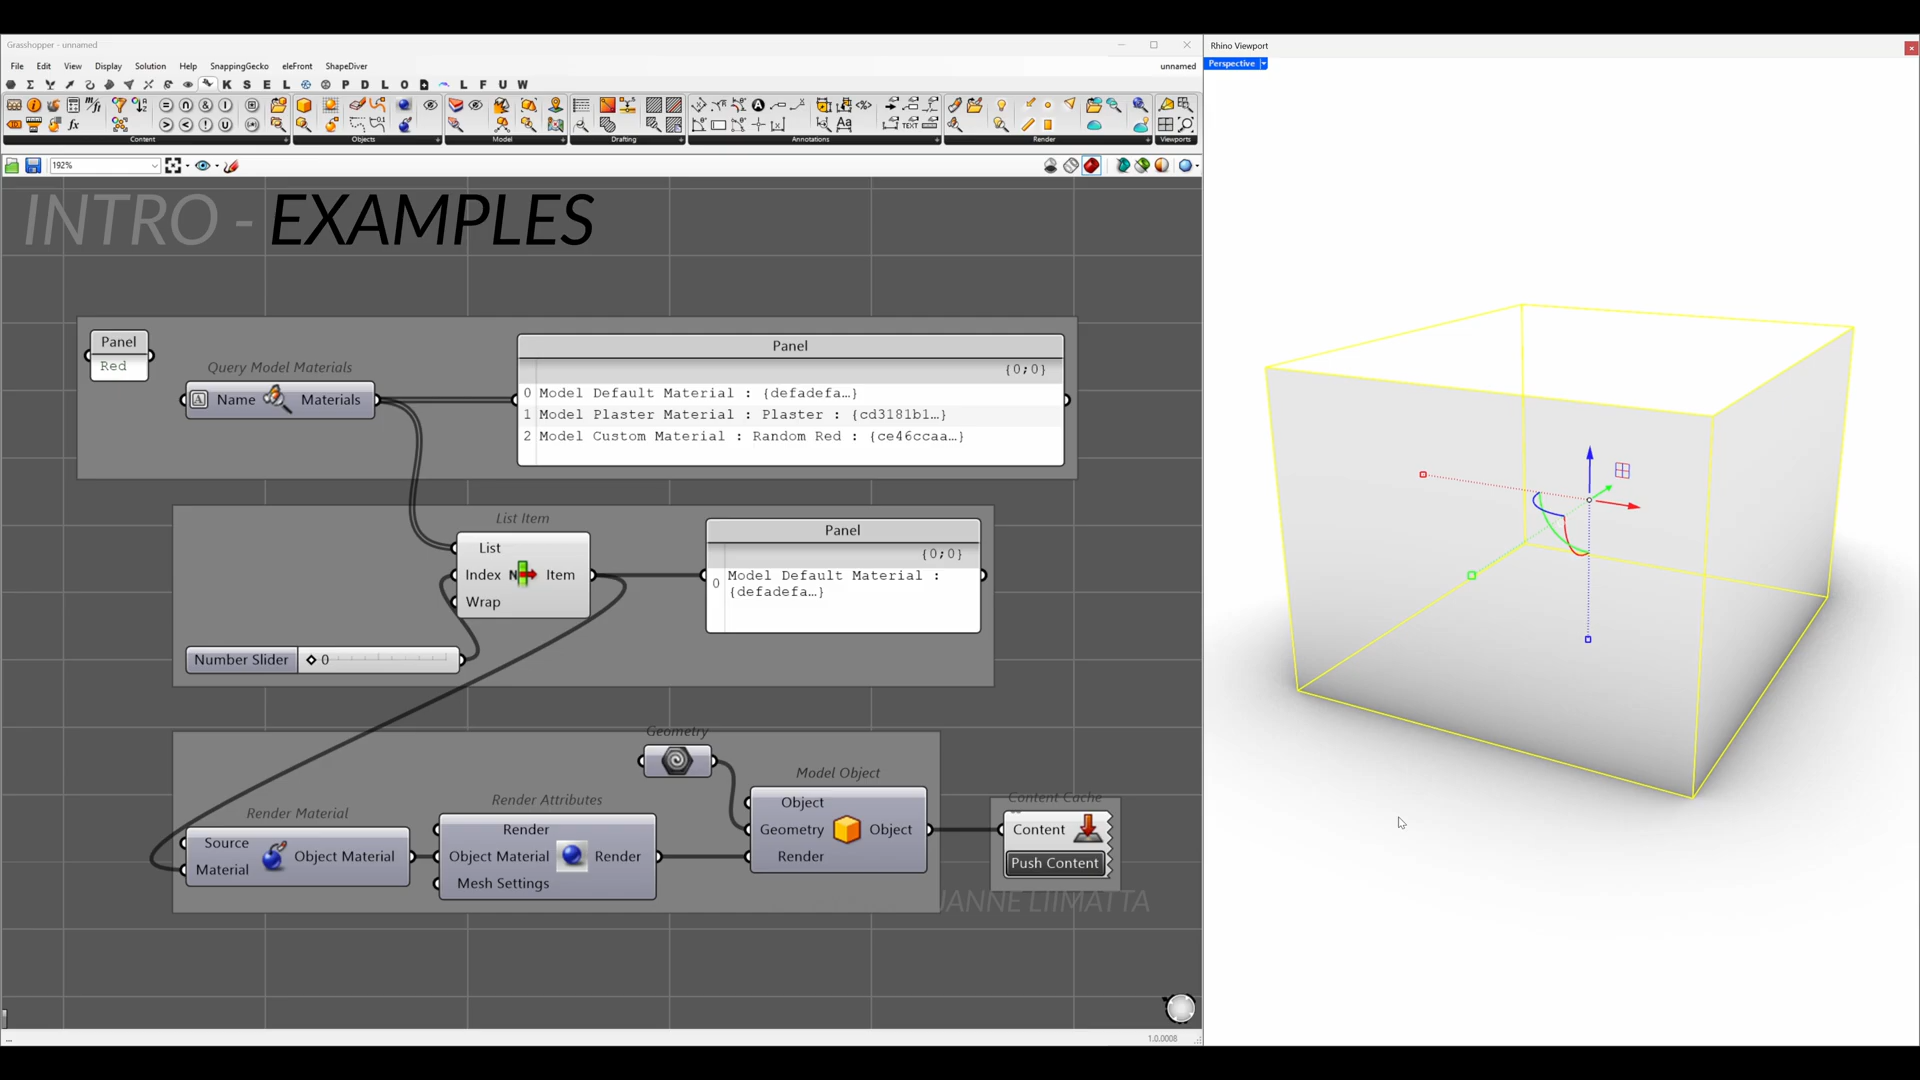 Grasshopper - unnamed
Rhino Viewport
File Edit View Display Solution Help SnappingGecko eleFront ShapeDiver
unnamed
Perspective
K S E L P D L O L F U W
Content
Objects
Model
Drafting
Annotations
Render
Viewports
192%
INTRO - EXAMPLES
Panel
Red
Query Model Materials
Name Materials
Panel
{0;0}
0 Model Default Material : {defadefa…}
1 Model Plaster Material : Plaster : {cd3181b1…}
2 Model Custom Material : Random Red : {ce46ccaa…}
List Item
List
Index Item
Wrap
Panel
{0;0}
0 Model Default Material :
{defadefa…}
Number Slider 0
Geometry
Model Object
Object
Geometry Object
Render
Render Material
Source
Material
Object Material
Render Attributes
Render
Object Material Render
Mesh Settings
Content Cache
Content
Push Content
JANNE LIIMATTA
1.0.0008